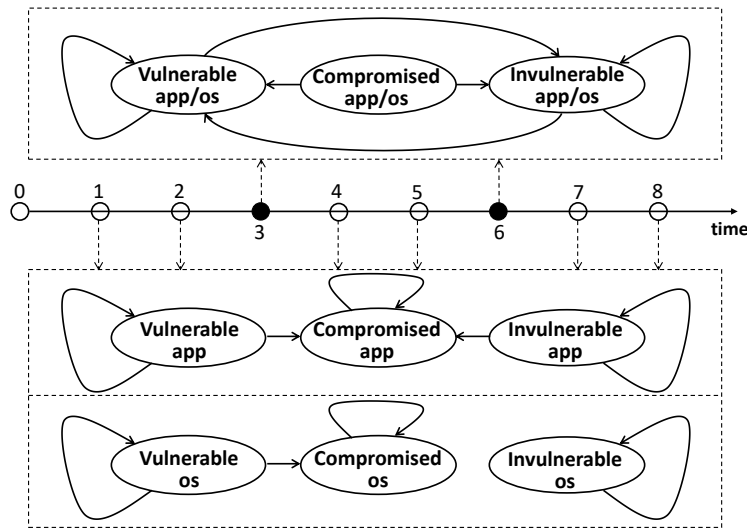 Vulnerable
app/os
Compromised
app/os
Invulnerable
app/os
0
1
2
3
4
5
6
7
8
time
Vulnerable
app
Compromised
app
Invulnerable
app
Vulnerable
os
Compromised
os
Invulnerable
os